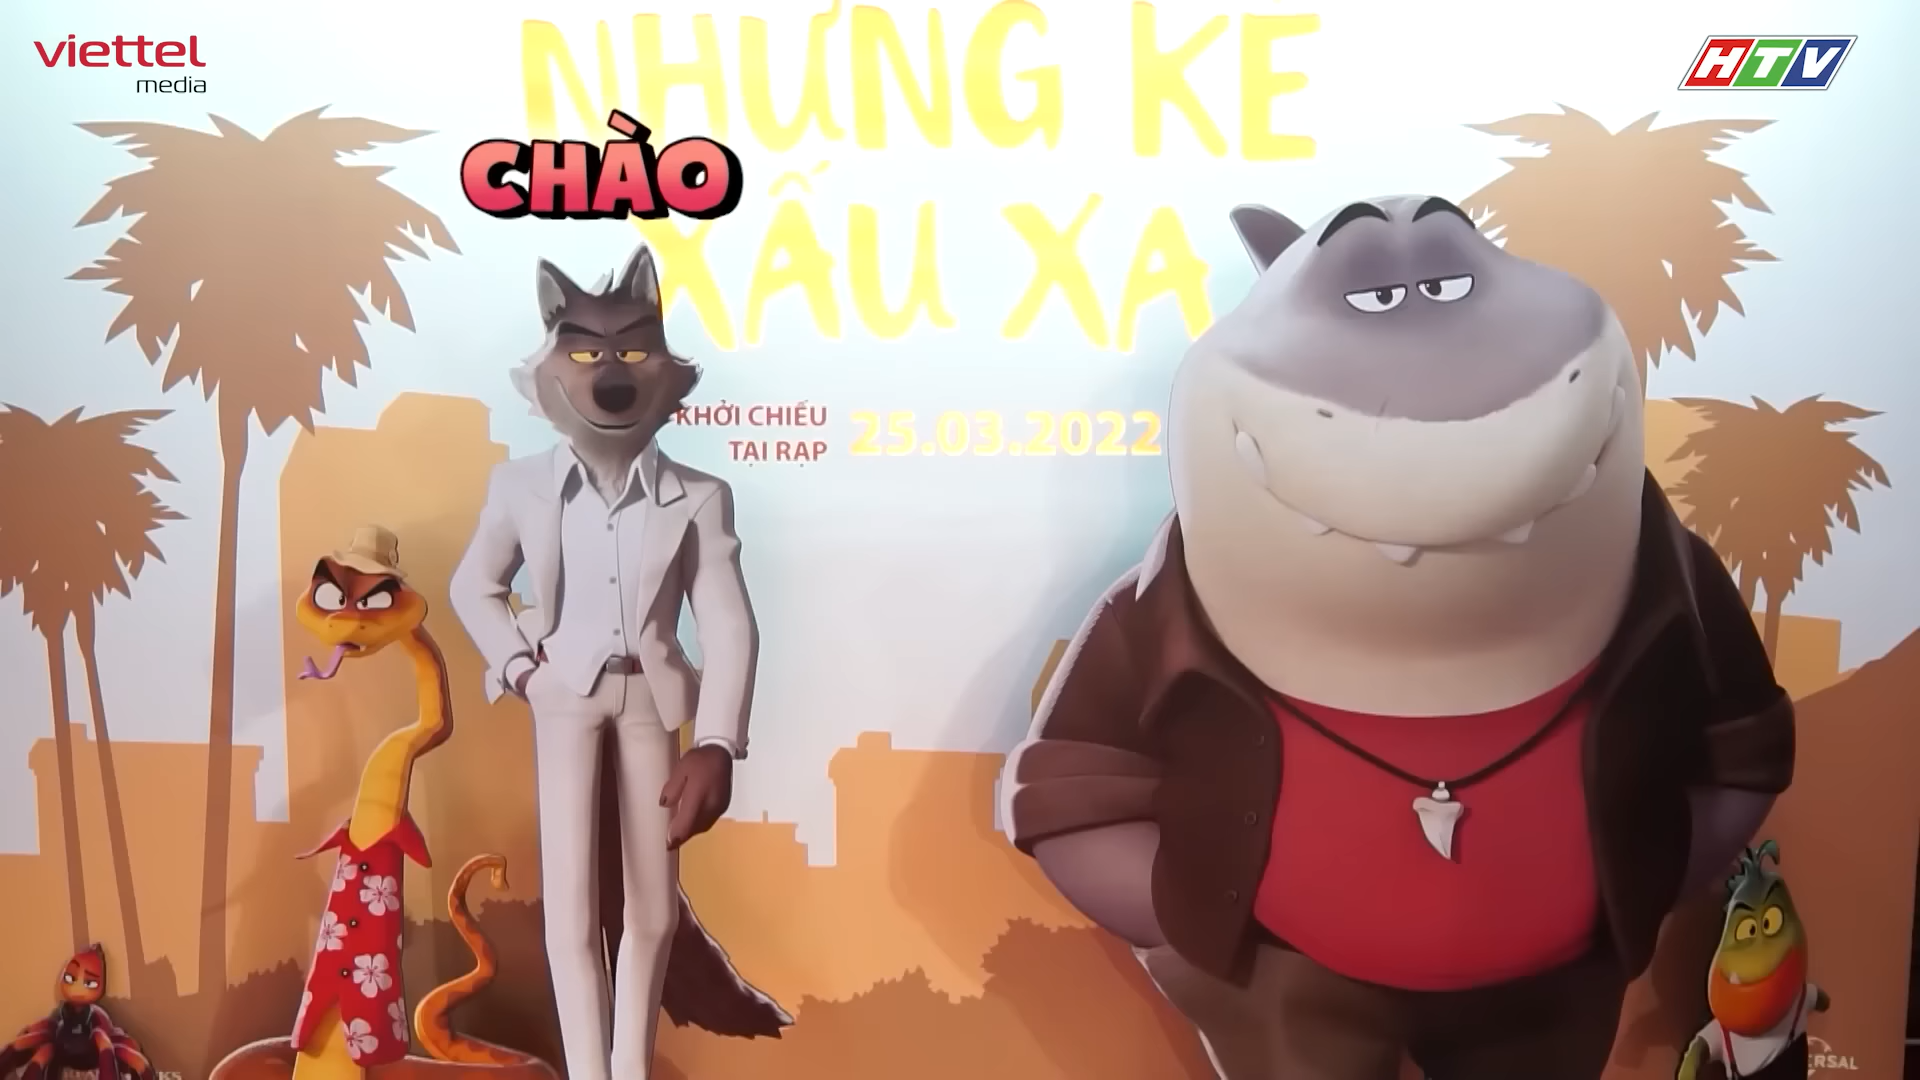 viettel
media
HTV
NHỮNG KẺ
CHÀO
XẤU XA
KHỞI CHIẾU
TẠI RẠP
25.03.2022